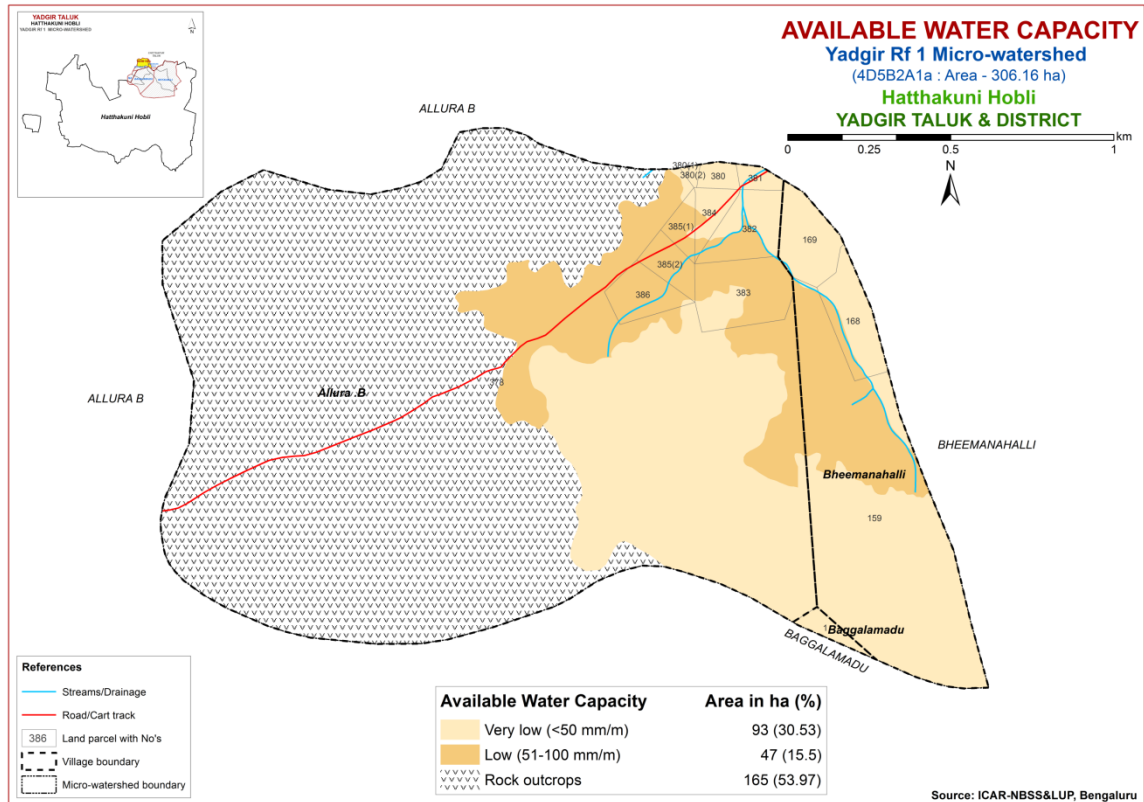 YADGIR TALUK
HATTHAKUNI HOBLI
YADGIR Rf 1 MICRO-WATERSHED
N
Hatthakuni Hobli
AVAILABLE WATER CAPACITY
Yadgir Rf 1 Micro-watershed
(4D5B2A1a : Area - 306.16 ha)
Hatthakuni Hobli
YADGIR TALUK & DISTRICT
km
0 0.25 0.5 1
N
ALLURA B
380(1)
380(2) 380 381
384
385(1) 382 169
385(2)
386 383
168
378
Allura .B
ALLURA B
BHEEMANAHALLI
Bheemanahalli
159
Baggalamadu
BAGGALAMADU
References
Streams/Drainage
Road/Cart track
386 Land parcel with No's
Village boundary
Micro-watershed boundary
Available Water Capacity Area in ha (%)
Very low (<50 mm/m) 93 (30.53)
Low (51-100 mm/m) 47 (15.5)
Rock outcrops 165 (53.97)
Source: ICAR-NBSS&LUP, Bengaluru